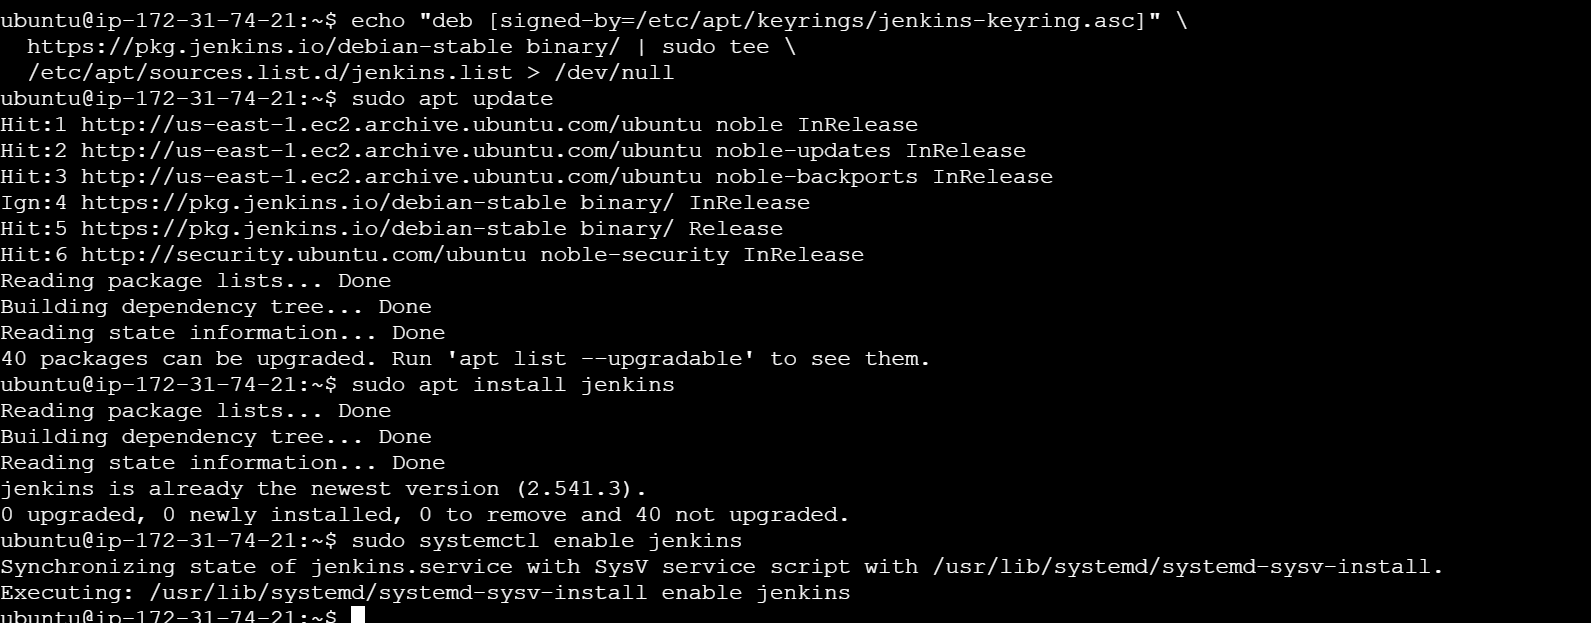 ubuntu@ip-172-31-74-21:~$ echo "deb [signed-by=/etc/apt/keyrings/jenkins-keyring.asc]" \
  https://pkg.jenkins.io/debian-stable binary/ | sudo tee \
  /etc/apt/sources.list.d/jenkins.list > /dev/null
ubuntu@ip-172-31-74-21:~$ sudo apt update
Hit:1 http://us-east-1.ec2.archive.ubuntu.com/ubuntu noble InRelease
Hit:2 http://us-east-1.ec2.archive.ubuntu.com/ubuntu noble-updates InRelease
Hit:3 http://us-east-1.ec2.archive.ubuntu.com/ubuntu noble-backports InRelease
Ign:4 https://pkg.jenkins.io/debian-stable binary/ InRelease
Hit:5 https://pkg.jenkins.io/debian-stable binary/ Release
Hit:6 http://security.ubuntu.com/ubuntu noble-security InRelease
Reading package lists... Done
Building dependency tree... Done
Reading state information... Done
40 packages can be upgraded. Run 'apt list --upgradable' to see them.
ubuntu@ip-172-31-74-21:~$ sudo apt install jenkins
Reading package lists... Done
Building dependency tree... Done
Reading state information... Done
jenkins is already the newest version (2.541.3).
0 upgraded, 0 newly installed, 0 to remove and 40 not upgraded.
ubuntu@ip-172-31-74-21:~$ sudo systemctl enable jenkins
Synchronizing state of jenkins.service with SysV service script with /usr/lib/systemd/systemd-sysv-install.
Executing: /usr/lib/systemd/systemd-sysv-install enable jenkins
ubuntu@ip-172-31-74-21:~$